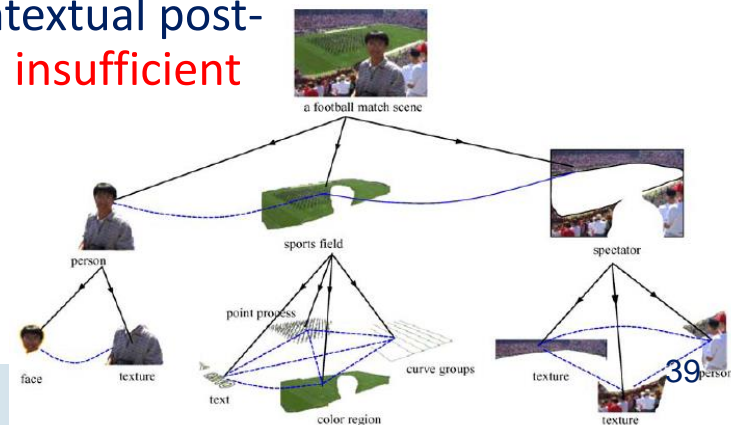 ntextual post-
insufficient
a football match scene
sports field
spectator
person
point process
curve groups
face
texture
text
color region
texture
39
person
texture